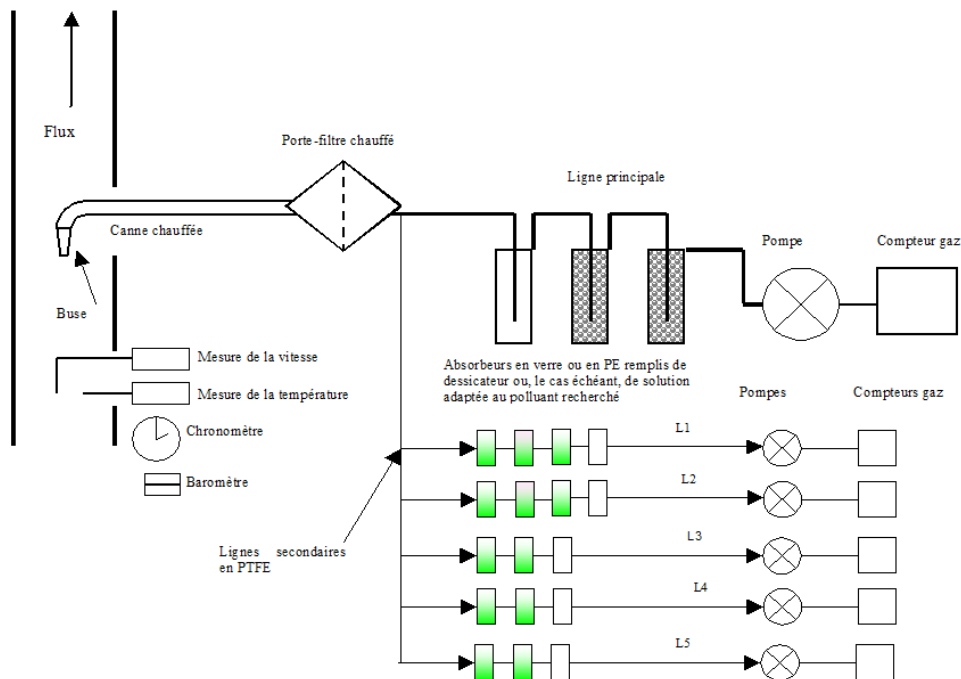 Flux
Porte-filtre chauffé
Ligne principale
Canne chauffée
Pompe
Compteur gaz
Buse
Mesure de la vitesse
Mesure de la température
Chronomètre
Baromètre
Absorbeurs en verre ou en PE remplis de
dessicateur ou, le cas échéant, de solution
adaptée au polluant recherché
Pompes
Compteurs gaz
L1
L2
L3
L4
L5
Lignes secondaires
en PTFE